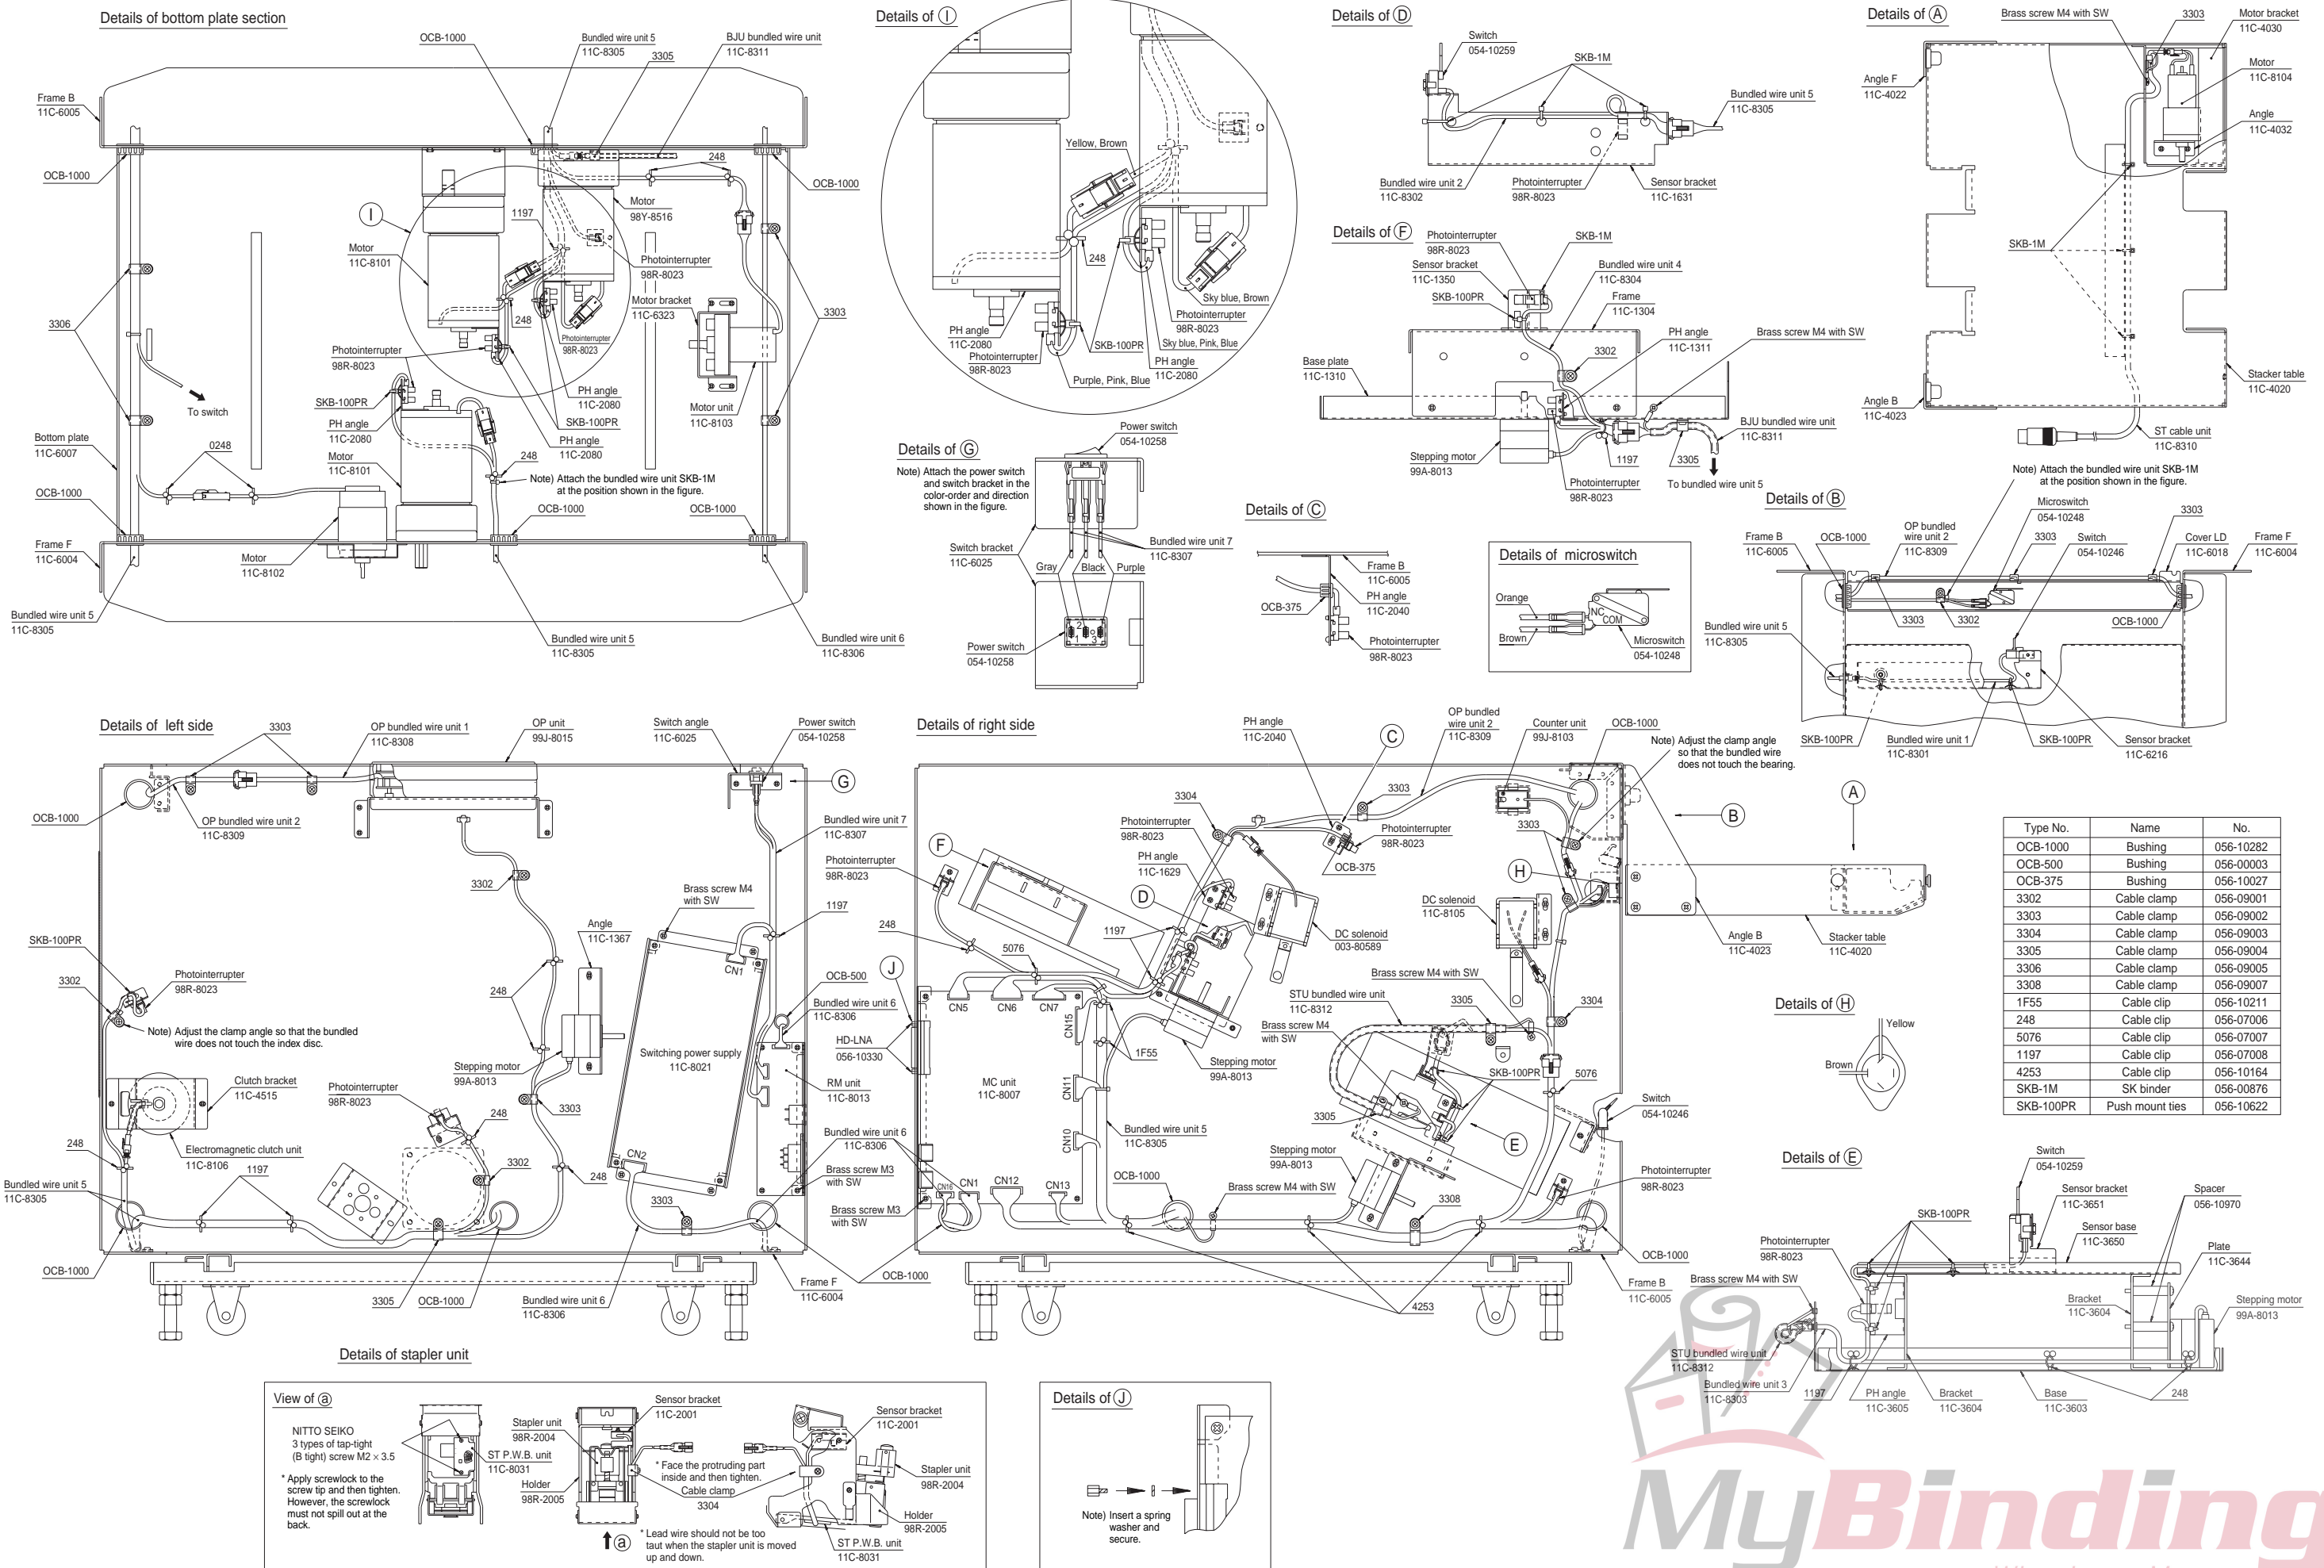 Details of bottom plate section
OCB-1000
Bundled wire unit 5
11C-8305
3305
BJU bundled wire unit
11C-8311
Frame B
11C-6005
OCB-1000
248
OCB-1000
I
1197
Motor
98Y-8516
Motor
11C-8101
Photointerrupter
98R-8023
Motor bracket
11C-6323
3306
248
3303
Photointerrupter
98R-8023
Photointerrupter
98R-8023
To switch
SKB-100PR
PH angle
11C-2080
Motor unit
11C-8103
PH angle
11C-2080
SKB-100PR
Bottom plate
11C-6007
0248
Motor
11C-8101
PH angle
11C-2080
248
Note) Attach the bundled wire unit SKB-1M
at the position shown in the figure.
OCB-1000
OCB-1000
OCB-1000
Frame F
11C-6004
Motor
11C-8102
Bundled wire unit 5
11C-8305
Bundled wire unit 5
11C-8305
Bundled wire unit 6
11C-8306
Details of I
Yellow, Brown
248
Sky blue, Brown
PH angle
11C-2080
Photointerrupter
98R-8023
Photointerrupter
98R-8023
SKB-100PR
Sky blue, Pink, Blue
PH angle
11C-2080
Purple, Pink, Blue
Details of D
Switch
054-10259
SKB-1M
Bundled wire unit 5
11C-8305
Bundled wire unit 2
11C-8302
Photointerrupter
98R-8023
Sensor bracket
11C-1631
Details of F
Photointerrupter
98R-8023
SKB-1M
Sensor bracket
11C-1350
Bundled wire unit 4
11C-8304
SKB-100PR
Frame
11C-1304
PH angle
11C-1311
Brass screw M4 with SW
3302
Base plate
11C-1310
BJU bundled wire unit
11C-8311
Stepping motor
99A-8013
1197
3305
Photointerrupter
98R-8023
To bundled wire unit 5
Details of A
Brass screw M4 with SW
3303
Motor bracket
11C-4030
Angle F
11C-4022
Motor
11C-8104
Angle
11C-4032
SKB-1M
Stacker table
11C-4020
Angle B
11C-4023
ST cable unit
11C-8310
Note) Attach the bundled wire unit SKB-1M
at the position shown in the figure.
Details of G
Power switch
054-10258
Note) Attach the power switch
and switch bracket in the
color-order and direction
shown in the figure.
Switch bracket
11C-6025
Bundled wire unit 7
11C-8307
Gray
Black
Purple
1
2
3
Power switch
054-10258
Details of C
Frame B
11C-6005
OCB-375
PH angle
11C-2040
Photointerrupter
98R-8023
Details of microswitch
Orange
NC
COM
Brown
Microswitch
054-10248
Details of B
Microswitch
054-10248
3303
Frame B
11C-6005
OCB-1000
OP bundled
wire unit 2
11C-8309
3303
Switch
054-10246
Cover LD
11C-6018
Frame F
11C-6004
3303
3302
OCB-1000
Bundled wire unit 5
11C-8305
SKB-100PR
Bundled wire unit 1
11C-8301
SKB-100PR
Sensor bracket
11C-6216
Details of left side
3303
OP bundled wire unit 1
11C-8308
OP unit
99J-8015
Switch angle
11C-6025
Power switch
054-10258
G
OCB-1000
OP bundled wire unit 2
11C-8309
Bundled wire unit 7
11C-8307
3302
Brass screw M4
with SW
1197
Angle
11C-1367
CN1
SKB-100PR
OCB-500
3302
Photointerrupter
98R-8023
248
Bundled wire unit 6
11C-8306
Note) Adjust the clamp angle so that the bundled
wire does not touch the index disc.
Switching power supply
11C-8021
Stepping motor
99A-8013
RM unit
11C-8013
Clutch bracket
11C-4515
Photointerrupter
98R-8023
3303
248
248
Electromagnetic clutch unit
11C-8106
CN2
Bundled wire unit 6
11C-8306
3302
248
Brass screw M3
with SW
1197
Bundled wire unit 5
11C-8305
3303
Brass screw M3
with SW
OCB-1000
3305
OCB-1000
Bundled wire unit 6
11C-8306
Frame F
11C-6004
OCB-1000
Details of right side
PH angle
11C-2040
C
OP bundled
wire unit 2
11C-8309
Counter unit
99J-8103
OCB-1000
Note) Adjust the clamp angle
so that the bundled wire
does not touch the bearing.
3304
3303
A
Photointerrupter
98R-8023
Photointerrupter
98R-8023
3303
B
F
Photointerrupter
98R-8023
PH angle
11C-1629
OCB-375
H
D
DC solenoid
11C-8105
248
1197
DC solenoid
003-80589
Angle B
11C-4023
Stacker table
11C-4020
5076
J
Brass screw M4 with SW
CN5
CN6
CN7
CN15
STU bundled wire unit
11C-8312
3305
3304
HD-LNA
056-10330
Brass screw M4
with SW
1F55
Stepping motor
99A-8013
MC unit
11C-8007
CN11
SKB-100PR
5076
3305
Switch
054-10246
CN10
Bundled wire unit 5
11C-8305
E
Stepping motor
99A-8013
OCB-1000
Photointerrupter
98R-8023
CN16
CN1
CN12
CN13
Brass screw M4 with SW
3308
OCB-1000
4253
Frame B
11C-6005
Type No. Name No.
OCB-1000 Bushing 056-10282
OCB-500 Bushing 056-00003
OCB-375 Bushing 056-10027
3302 Cable clamp 056-09001
3303 Cable clamp 056-09002
3304 Cable clamp 056-09003
3305 Cable clamp 056-09004
3306 Cable clamp 056-09005
3308 Cable clamp 056-09007
1F55 Cable clip 056-10211
248 Cable clip 056-07006
5076 Cable clip 056-07007
1197 Cable clip 056-07008
4253 Cable clip 056-10164
SKB-1M SK binder 056-00876
SKB-100PR Push mount ties 056-10622
Details of H
Yellow
Brown
Details of E
Switch
054-10259
Sensor bracket
11C-3651
Spacer
056-10970
SKB-100PR
Sensor base
11C-3650
Photointerrupter
98R-8023
Plate
11C-3644
Brass screw M4 with SW
Bracket
11C-3604
Stepping motor
99A-8013
STU bundled wire unit
11C-8312
Bundled wire unit 3
11C-8303
1197
PH angle
11C-3605
Bracket
11C-3604
Base
11C-3603
248
Details of stapler unit
View of a
NITTO SEIKO
3 types of tap-tight
(B tight) screw M2 × 3.5
* Apply screwlock to the
screw tip and then tighten.
However, the screwlock
must not spill out at the
back.
ST P.W.B. unit
11C-8031
Stapler unit
98R-2004
Sensor bracket
11C-2001
Holder
98R-2005
* Face the protruding part
inside and then tighten.
Cable clamp
3304
a
* Lead wire should not be too
taut when the stapler unit is moved
up and down.
Sensor bracket
11C-2001
Stapler unit
98R-2004
Holder
98R-2005
ST P.W.B. unit
11C-8031
Details of J
Note) Insert a spring
washer and
secure.
MyBinding